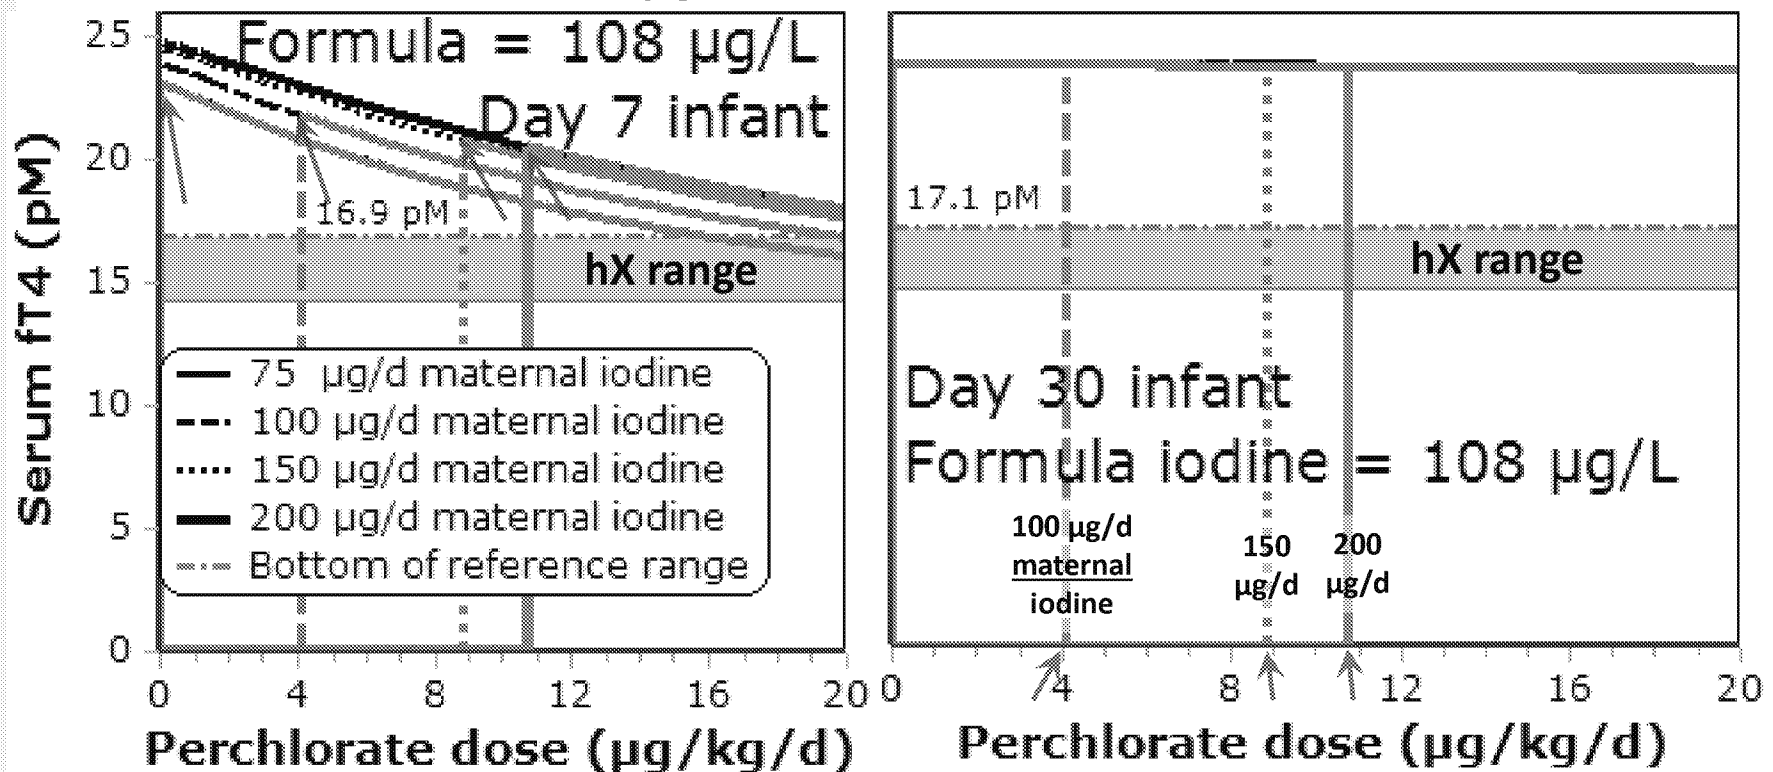 Formula = 108 µg/L
Day 7 infant
Serum fT4 (pM)
25
20
15
10
5
0
16.9 pM
hX range
75 µg/d maternal iodine
100 µg/d maternal iodine
150 µg/d maternal iodine
200 µg/d maternal iodine
Bottom of reference range
0 4 8 12 16 20
Perchlorate dose (µg/kg/d)
17.1 pM
hX range
Day 30 infant
Formula iodine = 108 µg/L
100 µg/d
maternal
iodine
150
µg/d
200
µg/d
0 4 8 12 16 20
Perchlorate dose (µg/kg/d)